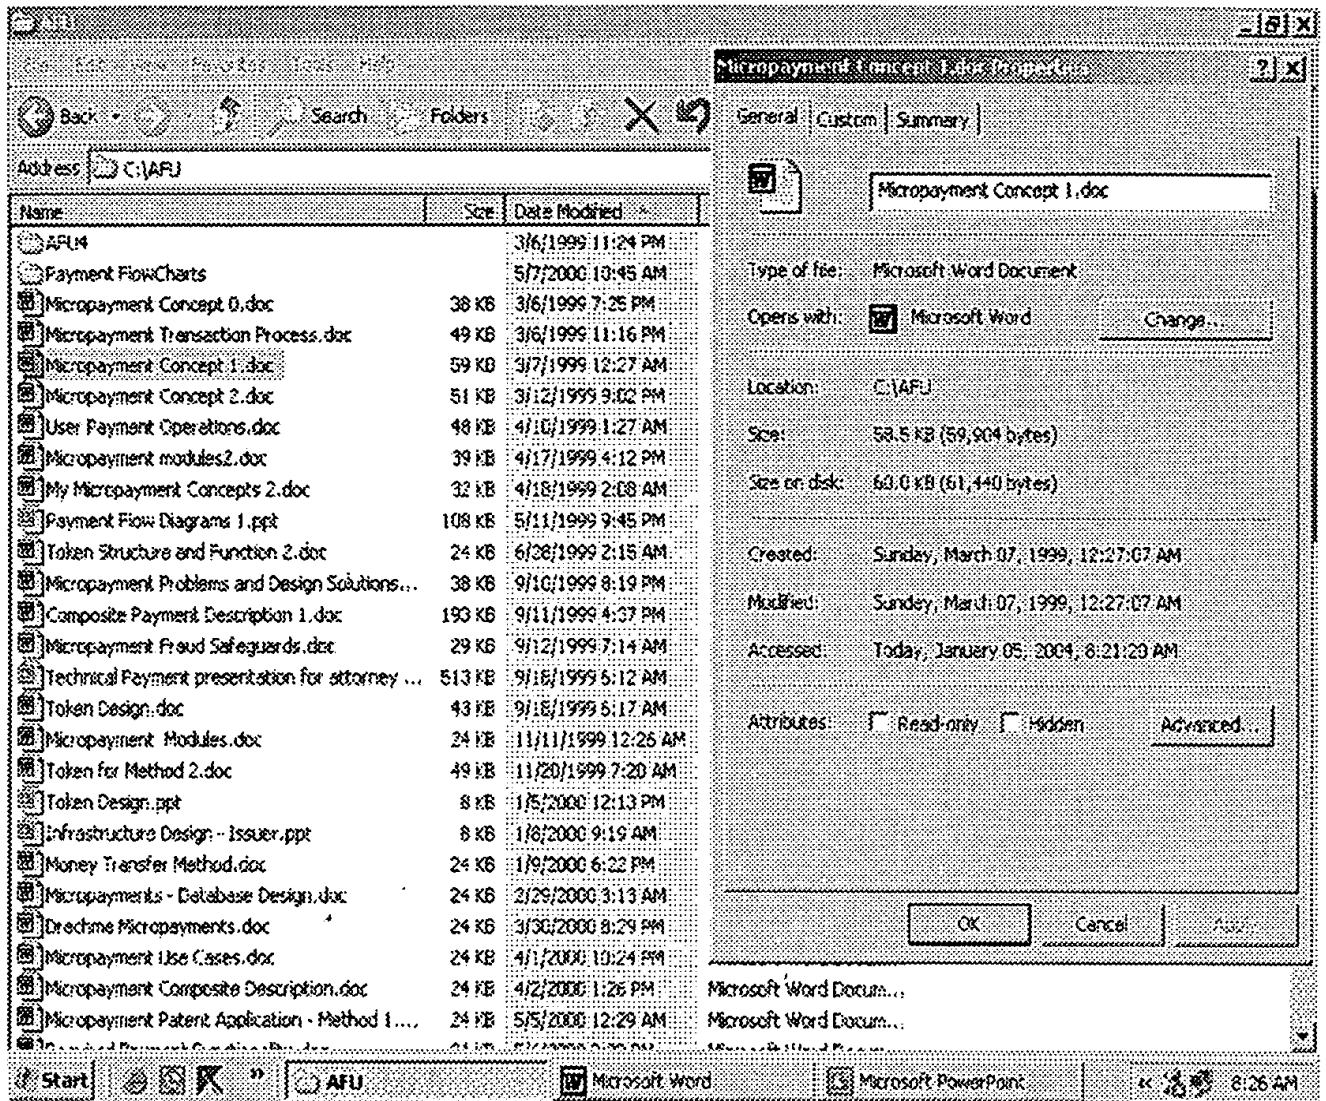 AFU
File Edit View Favorites Tools Help
Back Search Folders
Address C:\AFU
Name Size Date Modified
AFU4 3/6/1999 11:24 PM
Payment FlowCharts 5/7/2000 10:45 AM
Micropayment Concept 0.doc 38 KB 3/6/1999 7:25 PM
Micropayment Transaction Process.doc 49 KB 3/6/1999 11:16 PM
Micropayment Concept 1.doc 59 KB 3/7/1999 12:27 AM
Micropayment Concept 2.doc 51 KB 3/12/1999 9:02 PM
User Payment Operations.doc 48 KB 4/10/1999 1:27 AM
Micropayment modules2.doc 39 KB 4/17/1999 4:12 PM
My Micropayment Concepts 2.doc 32 KB 4/18/1999 2:08 AM
Payment Flow Diagrams 1.ppt 108 KB 5/11/1999 9:45 PM
Token Structure and Function 2.doc 24 KB 6/28/1999 2:15 AM
Micropayment Problems and Design Solutions... 38 KB 9/10/1999 8:19 PM
Composite Payment Description 1.doc 193 KB 9/11/1999 4:37 PM
Micropayment Fraud Safeguards.doc 29 KB 9/12/1999 7:14 AM
Technical Payment presentation for attorney ... 513 KB 9/18/1999 6:12 AM
Token Design.doc 43 KB 9/18/1999 6:17 AM
Micropayment Modules.doc 24 KB 11/11/1999 12:26 AM
Token for Method 2.doc 49 KB 11/20/1999 7:20 AM
Token Design.ppt 8 KB 1/5/2000 12:13 PM
Infrastructure Design - Issuer.ppt 8 KB 1/8/2000 9:19 AM
Money Transfer Method.doc 24 KB 1/9/2000 6:22 PM
Micropayments - Database Design.doc 24 KB 2/29/2000 3:13 AM
Drachma Micropayments.doc 24 KB 3/30/2000 8:29 PM
Micropayment Use Cases.doc 24 KB 4/1/2000 10:24 PM
Micropayment Composite Description.doc 24 KB 4/2/2000 1:26 PM Microsoft Word Docum...
Micropayment Patent Application - Method 1.... 24 KB 5/5/2000 12:29 AM Microsoft Word Docum...
Micropayment Concept 1.doc Properties
General Custom Summary
Micropayment Concept 1.doc
Type of file: Microsoft Word Document
Opens with: Microsoft Word Change...
Location: C:\AFU
Size: 58.5 KB (59,904 bytes)
Size on disk: 60.0 KB (61,440 bytes)
Created: Sunday, March 07, 1999, 12:27:07 AM
Modified: Sunday, March 07, 1999, 12:27:07 AM
Accessed: Today, January 05, 2004, 8:21:20 AM
Attributes: Read-only Hidden Advanced...
OK Cancel Apply
Start AFU Microsoft Word Microsoft PowerPoint 8:26 AM